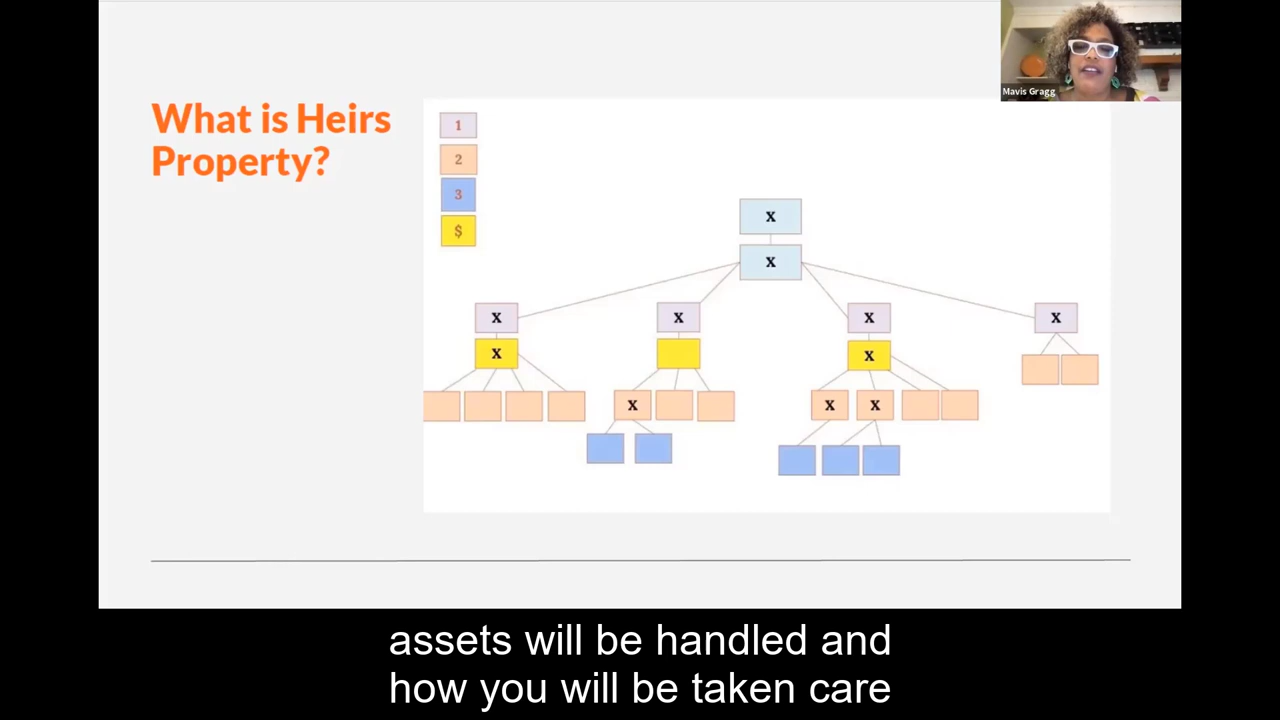 Mavis Gragg
What is Heirs
Property?
1
2
3
$
X
X
X
X
X
X
X
X
X
X
X
X
assets will be handled and
how you will be taken care